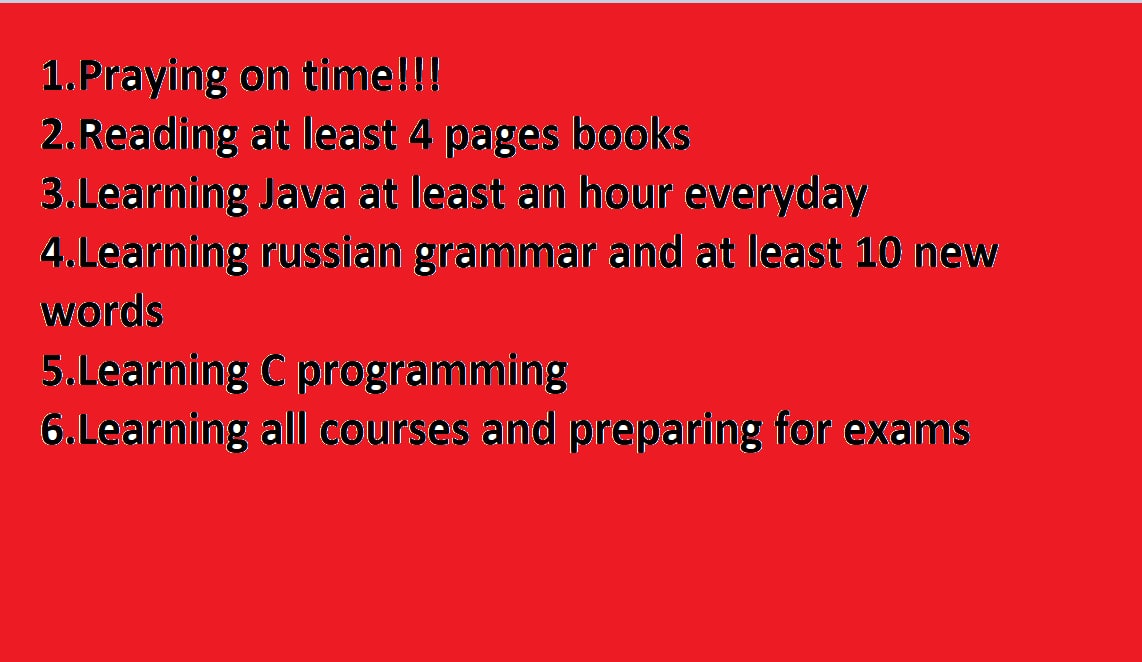 1.Praying on time!!!
2.Reading at least 4 pages books
3.Learning Java at least an hour everyday
4.Learning russian grammar and at least 10 new
words
5.Learning C programming
6.Learning all courses and preparing for exams